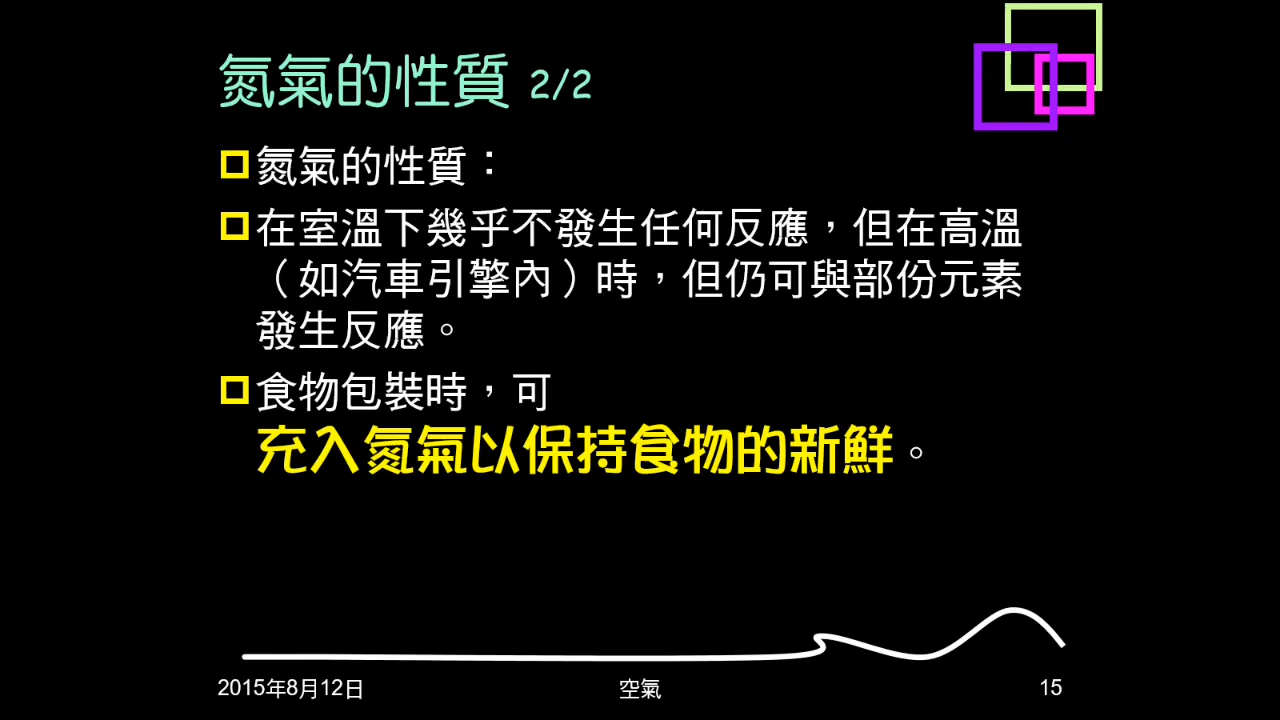 氮氣的性質 2/2
氮氣的性質：
在室溫下幾乎不發生任何反應，但在高溫
（如汽車引擎內）時，但仍可與部份元素
發生反應。
食物包裝時，可
充入氮氣以保持食物的新鮮。
2015年8月12日 空氣 15